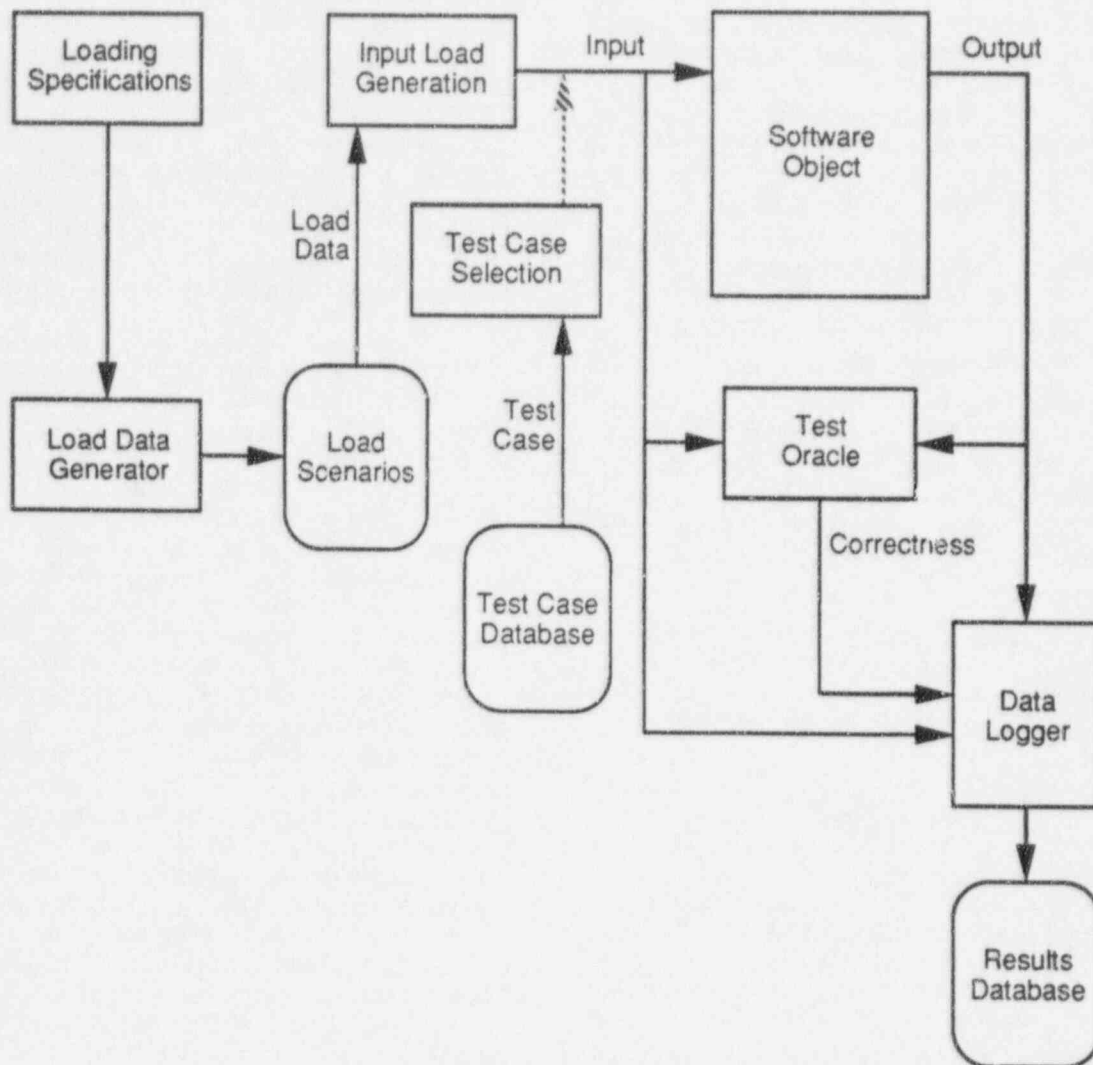 Loading
Specifications
Input Load
Generation
Input
Software
Object
Output
Load
Data
Test Case
Selection
Load Data
Generator
Load
Scenarios
Test
Case
Test
Oracle
Correctness
Test Case
Database
Data
Logger
Results
Database